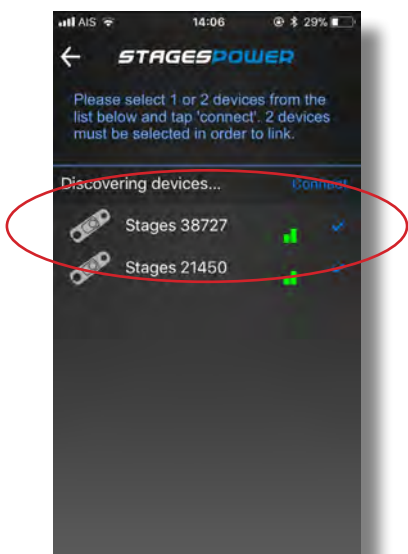 AIS 14:06 29%
STAGESPOWER
Please select 1 or 2 devices from the
list below and tap 'connect'. 2 devices
must be selected in order to link.
Discovering devices... Connect
Stages 38727
Stages 21450